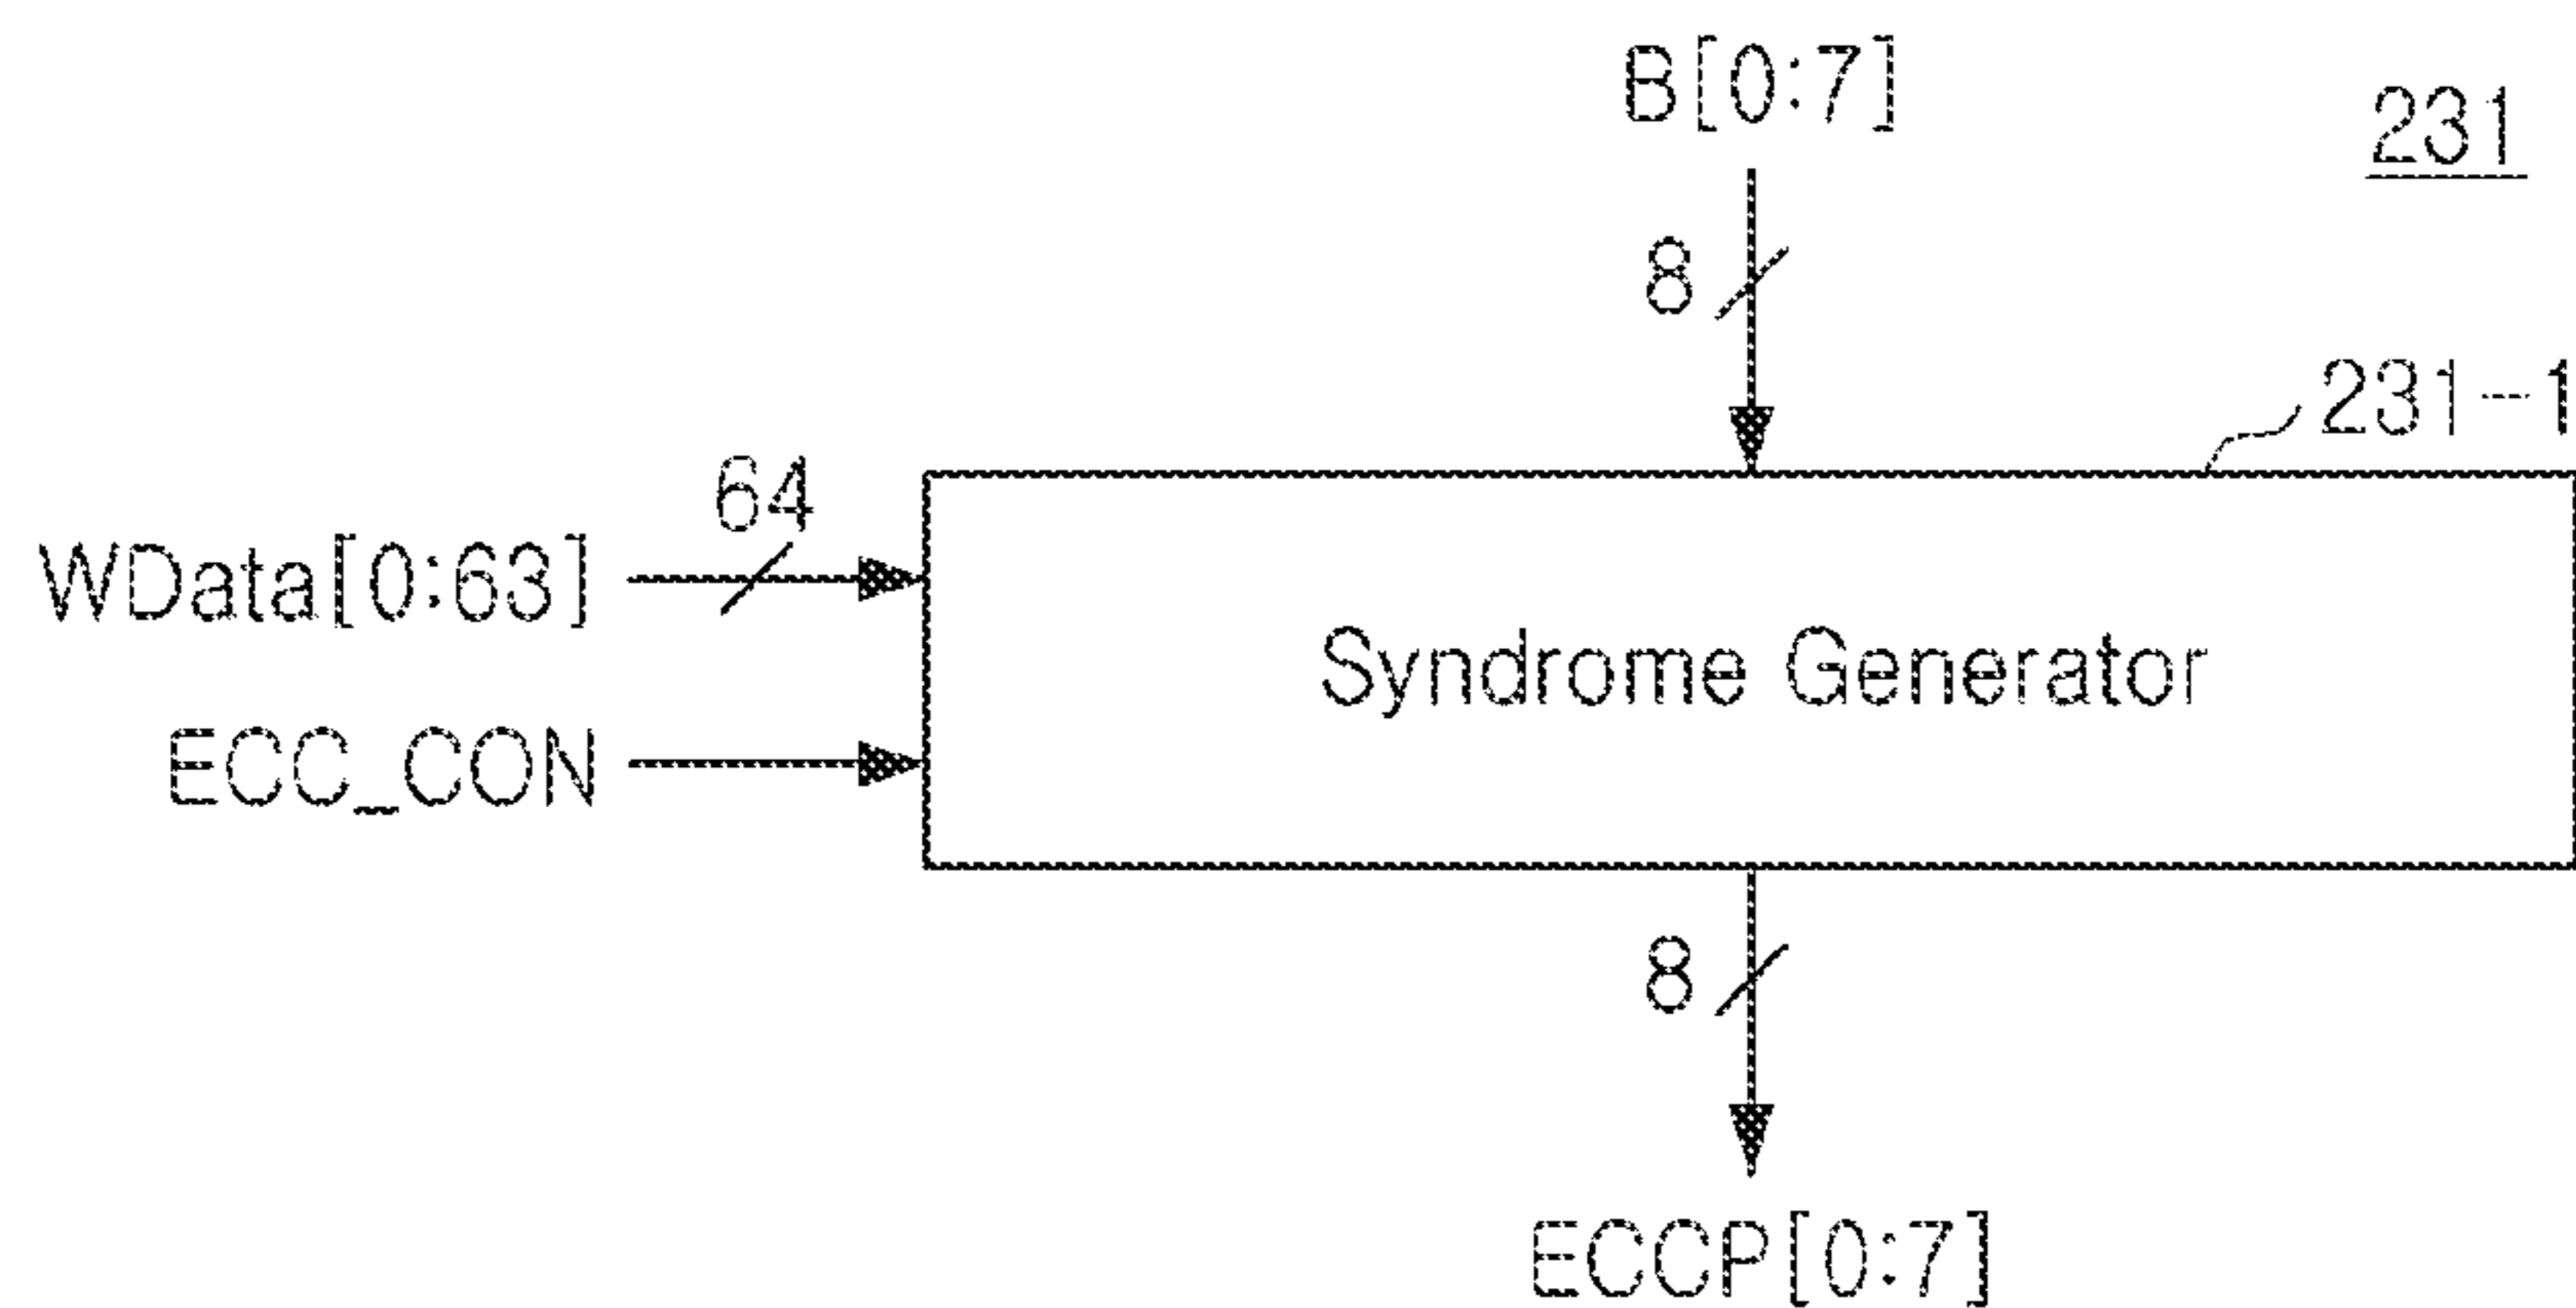 B[0:7]
231
8
231-1
64
WData[0:63]
Syndrome Generator
ECC_CON
8
ECCP[0:7]